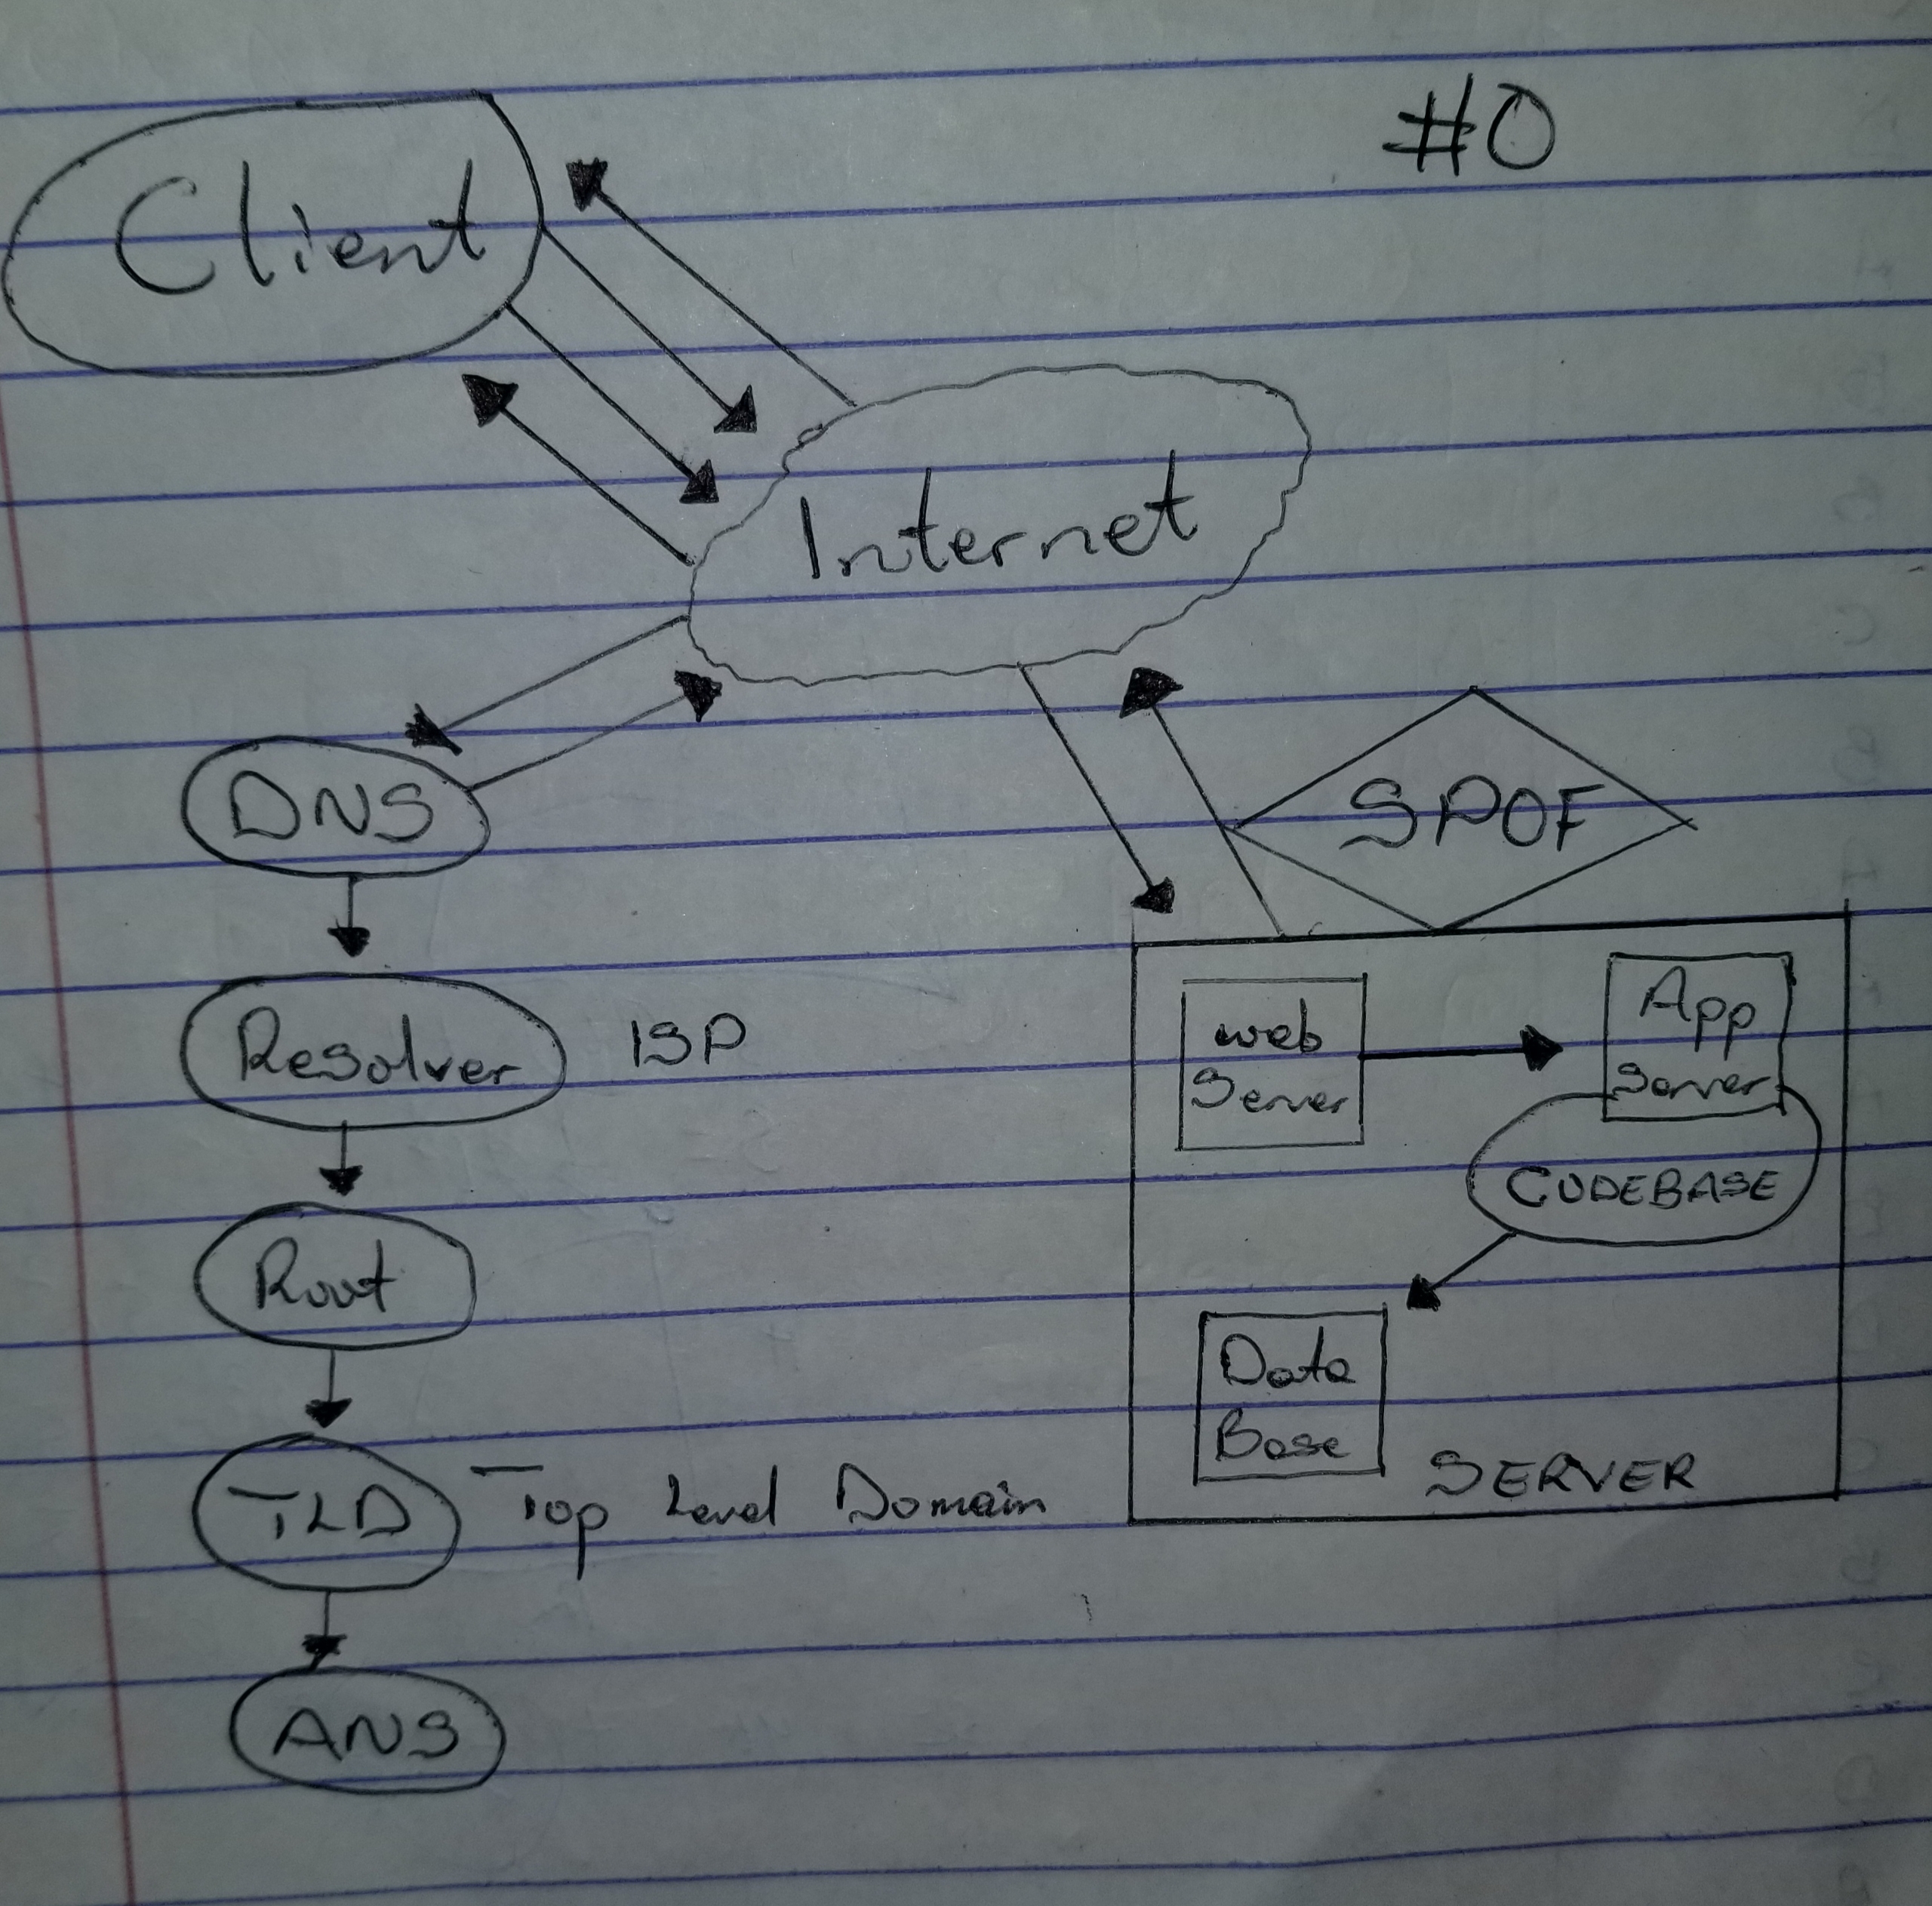 #0
Client
Internet
DNS
SPOF
Resolver
ISP
web
Server
App
Server
CODEBASE
Root
Data
Base
SERVER
TLD
Top Level Domain
ANS